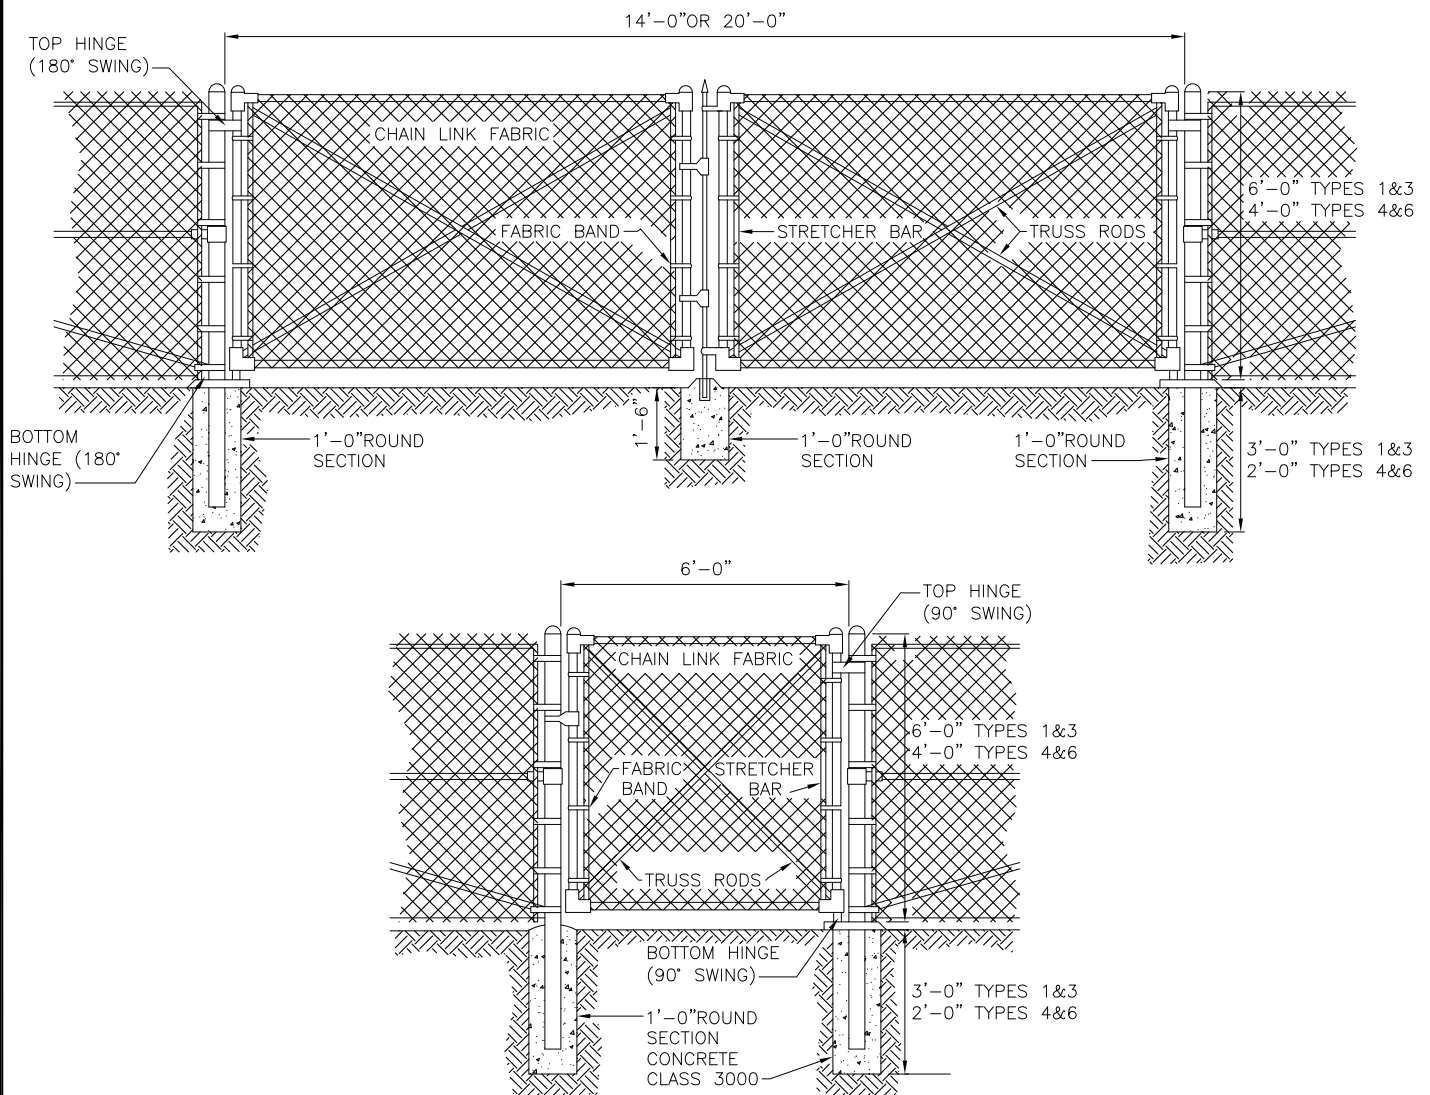 14'-0"OR 20'-0"
TOP HINGE
(180° SWING)
CHAIN LINK FABRIC
6'-0" TYPES 1&3
4'-0" TYPES 4&6
FABRIC BAND
STRETCHER BAR
TRUSS RODS
1'-6"
BOTTOM
HINGE (180°
SWING)
1'-0"ROUND
SECTION
1'-0"ROUND
SECTION
1'-0"ROUND
SECTION
3'-0" TYPES 1&3
2'-0" TYPES 4&6
6'-0"
TOP HINGE
(90° SWING)
CHAIN LINK FABRIC
6'-0" TYPES 1&3
4'-0" TYPES 4&6
FABRIC
BAND
STRETCHER
BAR
TRUSS RODS
BOTTOM HINGE
(90° SWING)
3'-0" TYPES 1&3
2'-0" TYPES 4&6
1'-0"ROUND
SECTION
CONCRETE
CLASS 3000